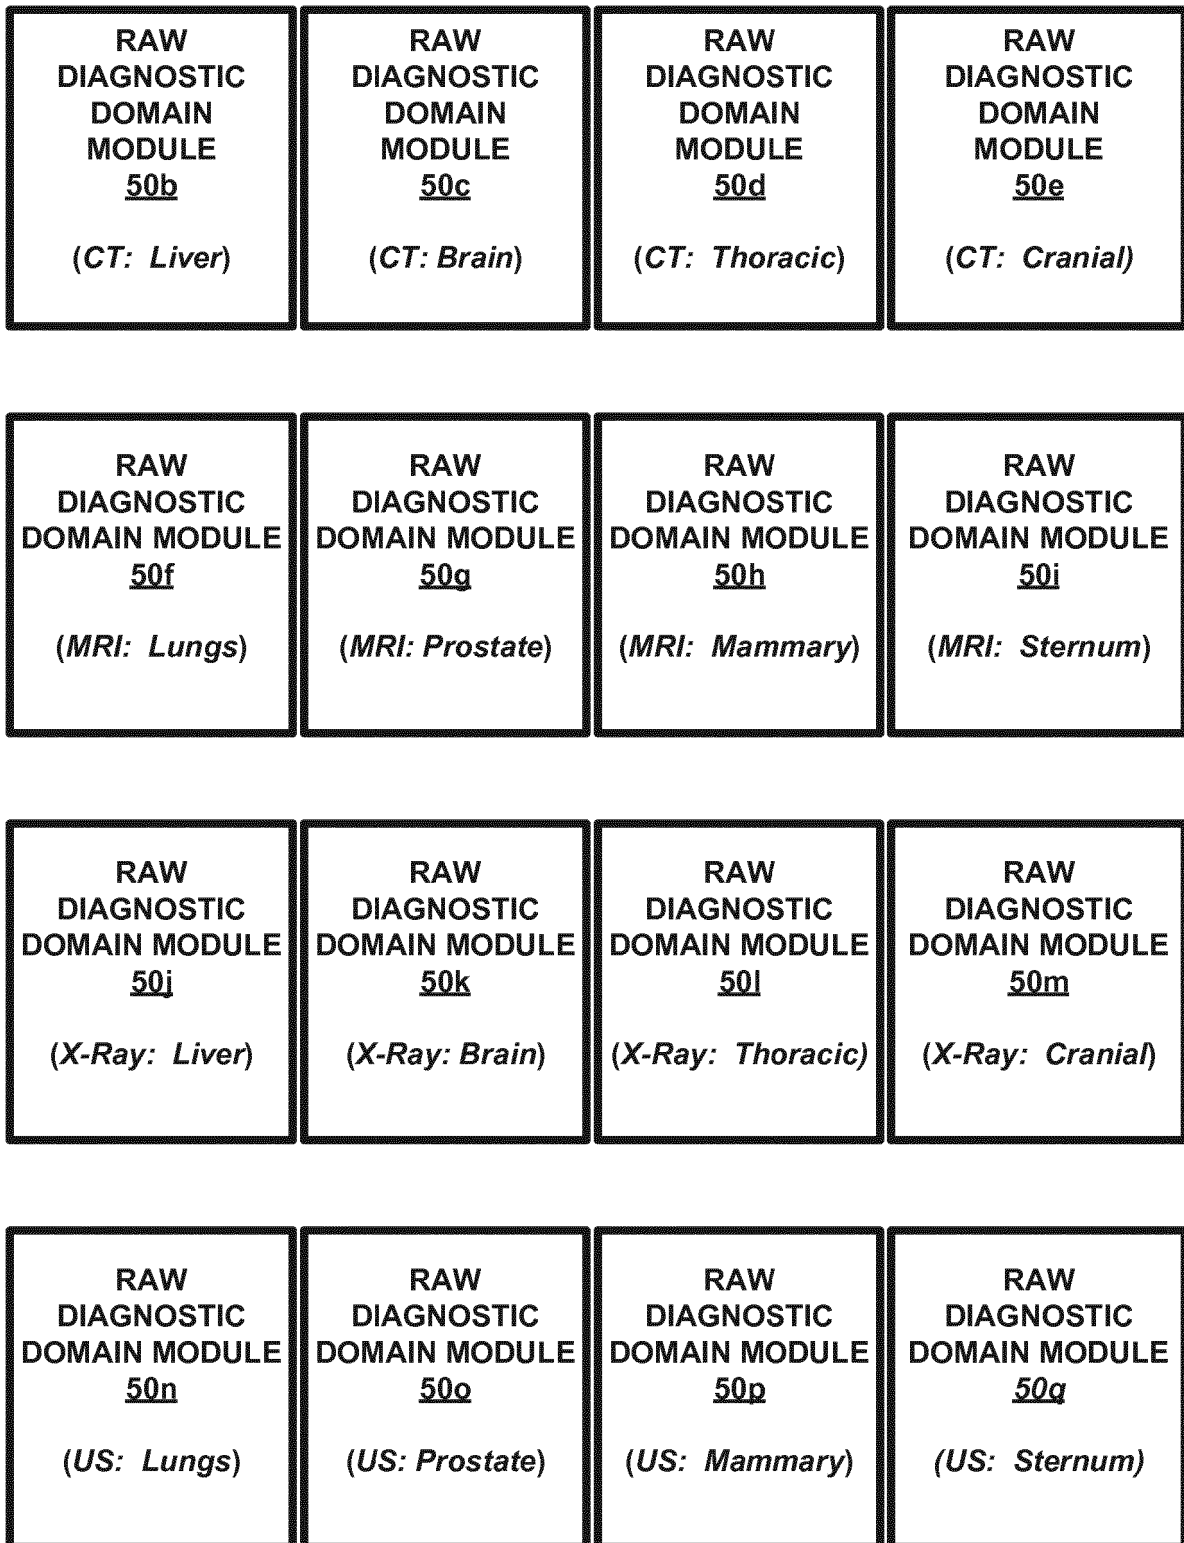 RAW
DIAGNOSTIC
DOMAIN
MODULE
50b
(CT: Liver)
RAW
DIAGNOSTIC
DOMAIN
MODULE
50c
(CT: Brain)
RAW
DIAGNOSTIC
DOMAIN
MODULE
50d
(CT: Thoracic)
RAW
DIAGNOSTIC
DOMAIN
MODULE
50e
(CT: Cranial)
RAW
DIAGNOSTIC
DOMAIN MODULE
50f
(MRI: Lungs)
RAW
DIAGNOSTIC
DOMAIN MODULE
50g
(MRI: Prostate)
RAW
DIAGNOSTIC
DOMAIN MODULE
50h
(MRI: Mammary)
RAW
DIAGNOSTIC
DOMAIN MODULE
50i
(MRI: Sternum)
RAW
DIAGNOSTIC
DOMAIN MODULE
50j
(X-Ray: Liver)
RAW
DIAGNOSTIC
DOMAIN MODULE
50k
(X-Ray: Brain)
RAW
DIAGNOSTIC
DOMAIN MODULE
50l
(X-Ray: Thoracic)
RAW
DIAGNOSTIC
DOMAIN MODULE
50m
(X-Ray: Cranial)
RAW
DIAGNOSTIC
DOMAIN MODULE
50n
(US: Lungs)
RAW
DIAGNOSTIC
DOMAIN MODULE
50o
(US: Prostate)
RAW
DIAGNOSTIC
DOMAIN MODULE
50p
(US: Mammary)
RAW
DIAGNOSTIC
DOMAIN MODULE
50q
(US: Sternum)